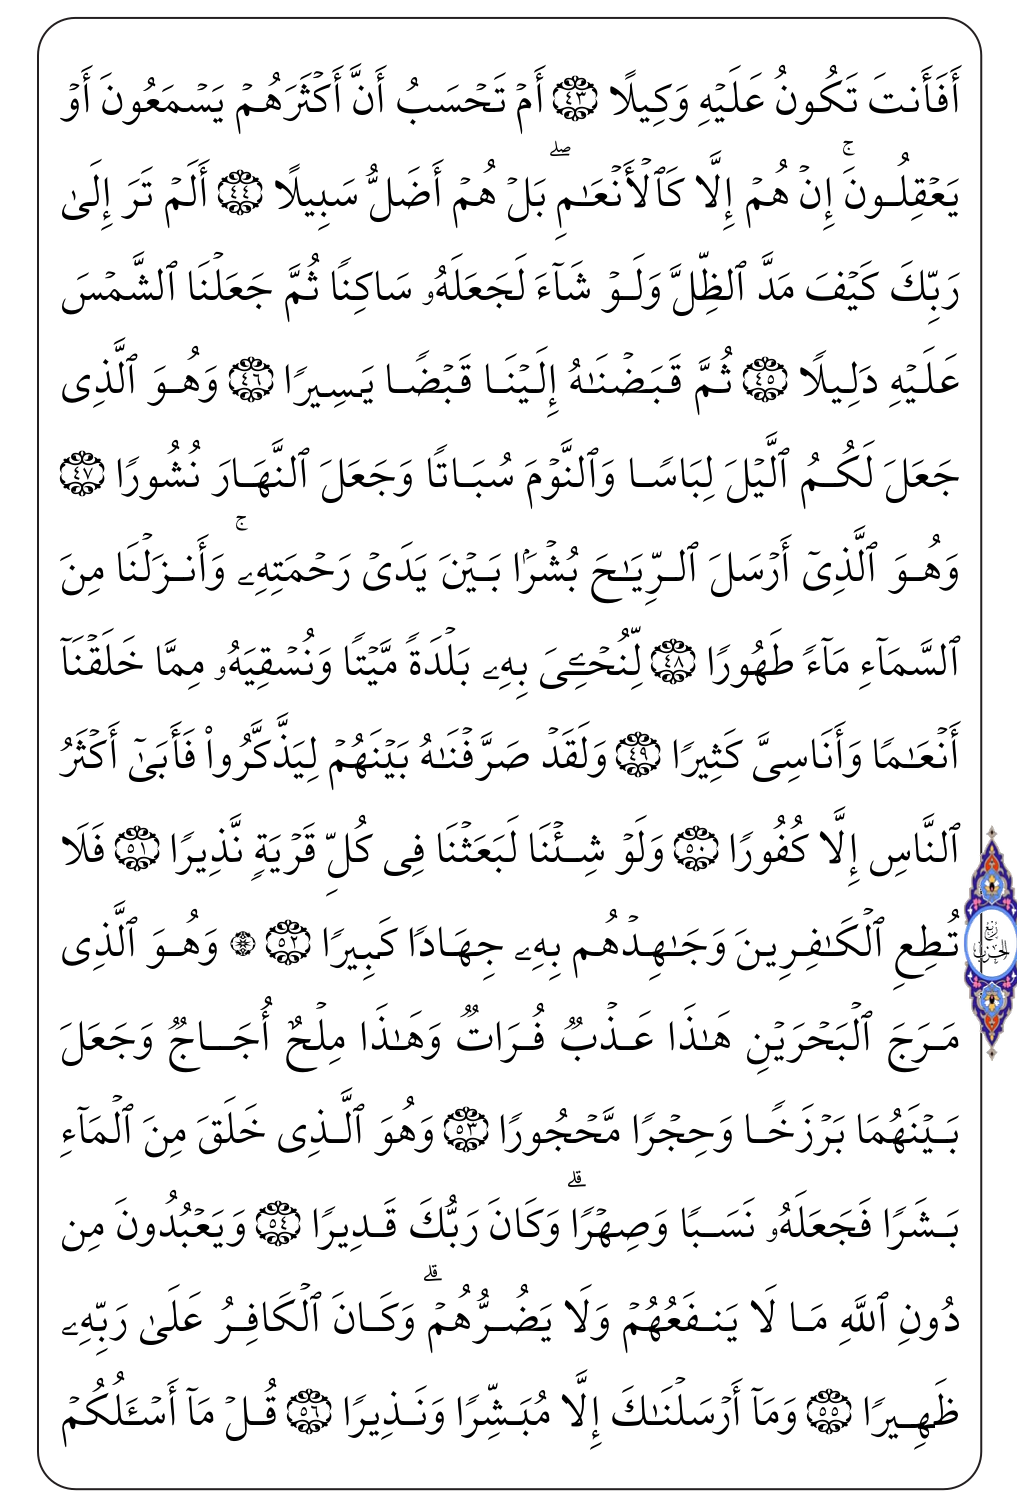 أَفَأَنتَ تَكُونُ عَلَيۡهِ وَكِيلًا ٤٣ أَمۡ تَحۡسَبُ أَنَّ أَكۡثَرَهُمۡ يَسۡمَعُونَ أَوۡ
يَعۡقِلُونَۚ إِنۡ هُمۡ إِلَّا كَٱلۡأَنۡعَٰمِۖ بَلۡ هُمۡ أَضَلُّ سَبِيلًا ٤٤ أَلَمۡ تَرَ إِلَىٰ
رَبِّكَ كَيۡفَ مَدَّ ٱلظِّلَّ وَلَوۡ شَآءَ لَجَعَلَهُۥ سَاكِنٗا ثُمَّ جَعَلۡنَا ٱلشَّمۡسَ
عَلَيۡهِ دَلِيلٗا ٤٥ ثُمَّ قَبَضۡنَٰهُ إِلَيۡنَا قَبۡضٗا يَسِيرٗا ٤٦ وَهُوَ ٱلَّذِي
جَعَلَ لَكُمُ ٱلَّيۡلَ لِبَاسٗا وَٱلنَّوۡمَ سُبَاتٗا وَجَعَلَ ٱلنَّهَارَ نُشُورٗا ٤٧
وَهُوَ ٱلَّذِيٓ أَرۡسَلَ ٱلرِّيَٰحَ بُشۡرَۢا بَيۡنَ يَدَيۡ رَحۡمَتِهِۦۚ وَأَنزَلۡنَا مِنَ
ٱلسَّمَآءِ مَآءٗ طَهُورٗا ٤٨ لِّنُحۡـِۧيَ بِهِۦ بَلۡدَةٗ مَّيۡتٗا وَنُسۡقِيَهُۥ مِمَّا خَلَقۡنَآ
أَنۡعَٰمٗا وَأَنَاسِيَّ كَثِيرٗا ٤٩ وَلَقَدۡ صَرَّفۡنَٰهُ بَيۡنَهُمۡ لِيَذَّكَّرُواْ فَأَبَىٰٓ أَكۡثَرُ
ٱلنَّاسِ إِلَّا كُفُورٗا ٥٠ وَلَوۡ شِئۡنَا لَبَعَثۡنَا فِي كُلِّ قَرۡيَةٖ نَّذِيرٗا ٥١ فَلَا
تُطِعِ ٱلۡكَٰفِرِينَ وَجَٰهِدۡهُم بِهِۦ جِهَادٗا كَبِيرٗا ٥٢ ۞ وَهُوَ ٱلَّذِي
ربع الحزب
مَرَجَ ٱلۡبَحۡرَيۡنِ هَٰذَا عَذۡبٞ فُرَاتٞ وَهَٰذَا مِلۡحٌ أُجَاجٞ وَجَعَلَ
بَيۡنَهُمَا بَرۡزَخٗا وَحِجۡرٗا مَّحۡجُورٗا ٥٣ وَهُوَ ٱلَّذِي خَلَقَ مِنَ ٱلۡمَآءِ
بَشَرٗا فَجَعَلَهُۥ نَسَبٗا وَصِهۡرٗاۗ وَكَانَ رَبُّكَ قَدِيرٗا ٥٤ وَيَعۡبُدُونَ مِن
دُونِ ٱللَّهِ مَا لَا يَنفَعُهُمۡ وَلَا يَضُرُّهُمۡۗ وَكَانَ ٱلۡكَافِرُ عَلَىٰ رَبِّهِۦ
ظَهِيرٗا ٥٥ وَمَآ أَرۡسَلۡنَٰكَ إِلَّا مُبَشِّرٗا وَنَذِيرٗا ٥٦ قُلۡ مَآ أَسۡـَٔلُكُمۡ